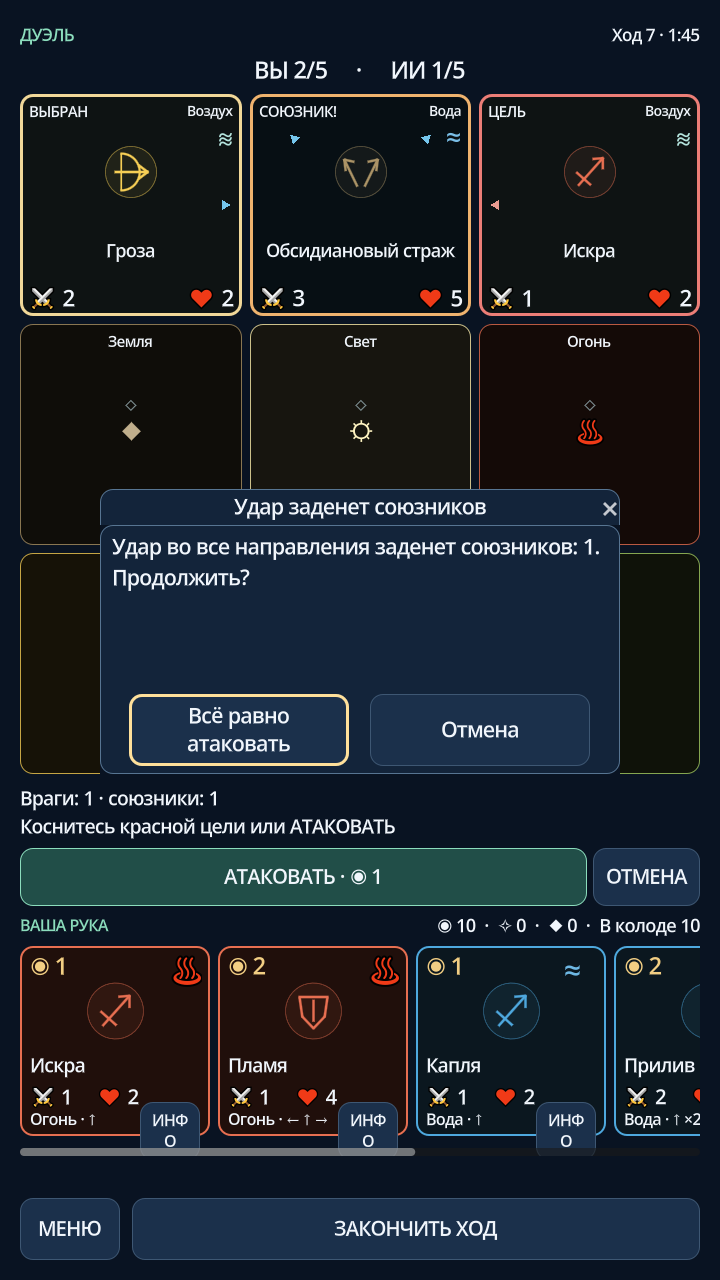 ДУЭЛЬ
Ход 7 · 1:45
ВЫ 2/5 · ИИ 1/5
ВЫБРАН Воздух
СОЮЗНИК! Вода
ЦЕЛЬ Воздух
Гроза
Обсидиановый страж
Искра
2 2
3 5
1 2
Земля
Свет
Огонь
Удар заденет союзников
Удар во все направления заденет союзников: 1.
Продолжить?
Всё равно
атаковать
Отмена
Враги: 1 · союзники: 1
Коснитесь красной цели или АТАКОВАТЬ
АТАКОВАТЬ · ◉ 1
ОТМЕНА
ВАША РУКА
◉ 10 · ✧ 0 · ◆ 0 · В колоде 10
◉ 1
◉ 2
◉ 1
◉ 2
Искра
Пламя
Капля
Прилив
1 2
1 4
1 2
2
Огонь · ↑
Огонь · ← ↑ →
Вода · ↑
Вода · ↑ ×2
ИНФ
О
ИНФ
О
ИНФ
О
МЕНЮ
ЗАКОНЧИТЬ ХОД